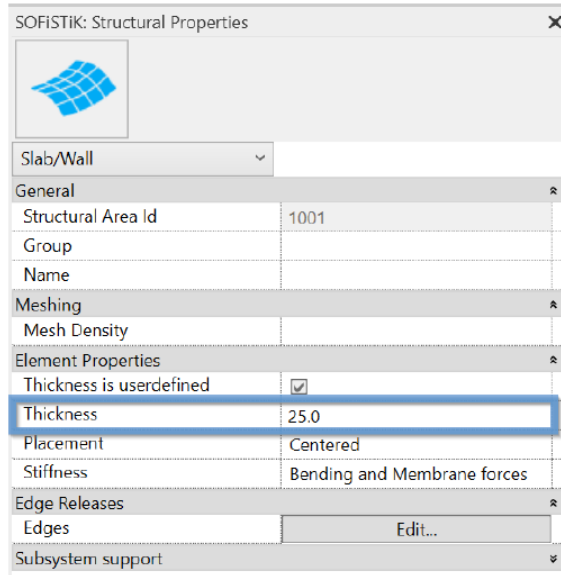 SOFiSTiK: Structural Properties
Slab/Wall
General
Structural Area Id 1001
Group
Name
Meshing
Mesh Density
Element Properties
Thickness is userdefined
Thickness 25.0
Placement Centered
Stiffness Bending and Membrane forces
Edge Releases
Edges Edit...
Subsystem support